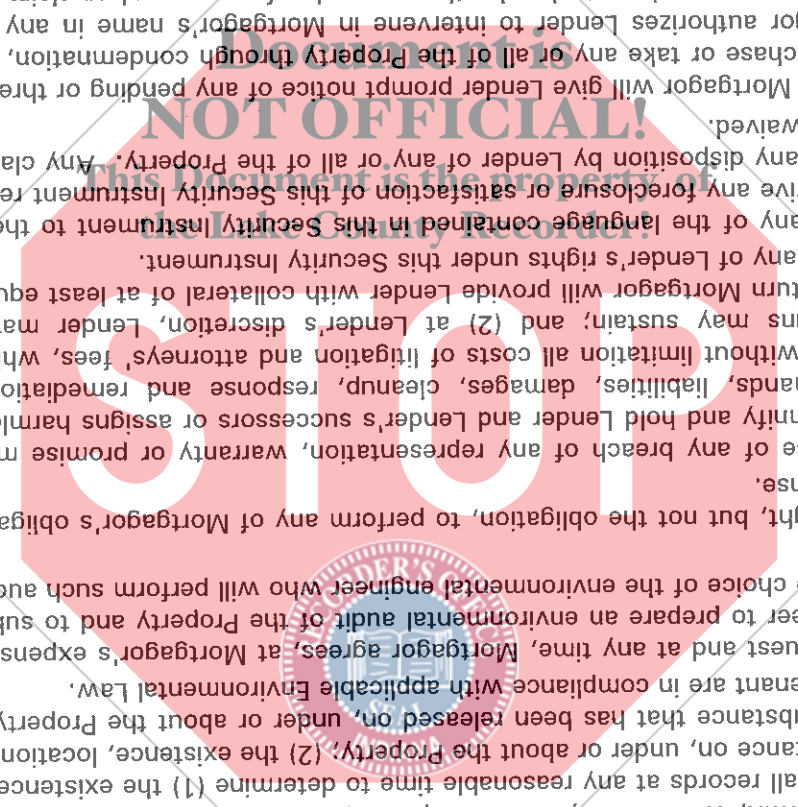 all records at any reasonable time to determine (1) the existence
ance on, under or about the Property; (2) the existence, location
bstance that has been released on, under or about the Property
enant are in compliance with applicable Environmental Law.
uest and at any time, Mortgagor agrees, at Mortgagor's expens
eer to prepare an environmental audit of the Property and to sub
choice of the environmental engineer who will perform such aud
ht, but not the obligation, to perform any of Mortgagor's obliga
nse.
e of any breach of any representation, warranty or promise m
nify and hold Lender and Lender's successors or assigns harml
ands, liabilities, damages, cleanup, response and remediatio
without limitation all costs of litigation and attorneys' fees, whi
ns may sustain; and (2) at Lender's discretion, Lender ma
turn Mortgagor will provide Lender with collateral of at least equ
any of Lender's rights under this Security Instrument.
any of the language contained in this Security Instrument to the
ive any foreclosure or satisfaction of this Security Instrument re
any disposition by Lender of any or all of the Property. Any cla
waived.
Mortgagor will give Lender prompt notice of any pending or thre
chase or take any or all of the Property through condemnation,
or authorizes Lender to intervene in Mortgagor's name in any
Document is
NOT OFFICIAL!
This Document is the property of
the Lake County Recorder!
STOP
SEAL